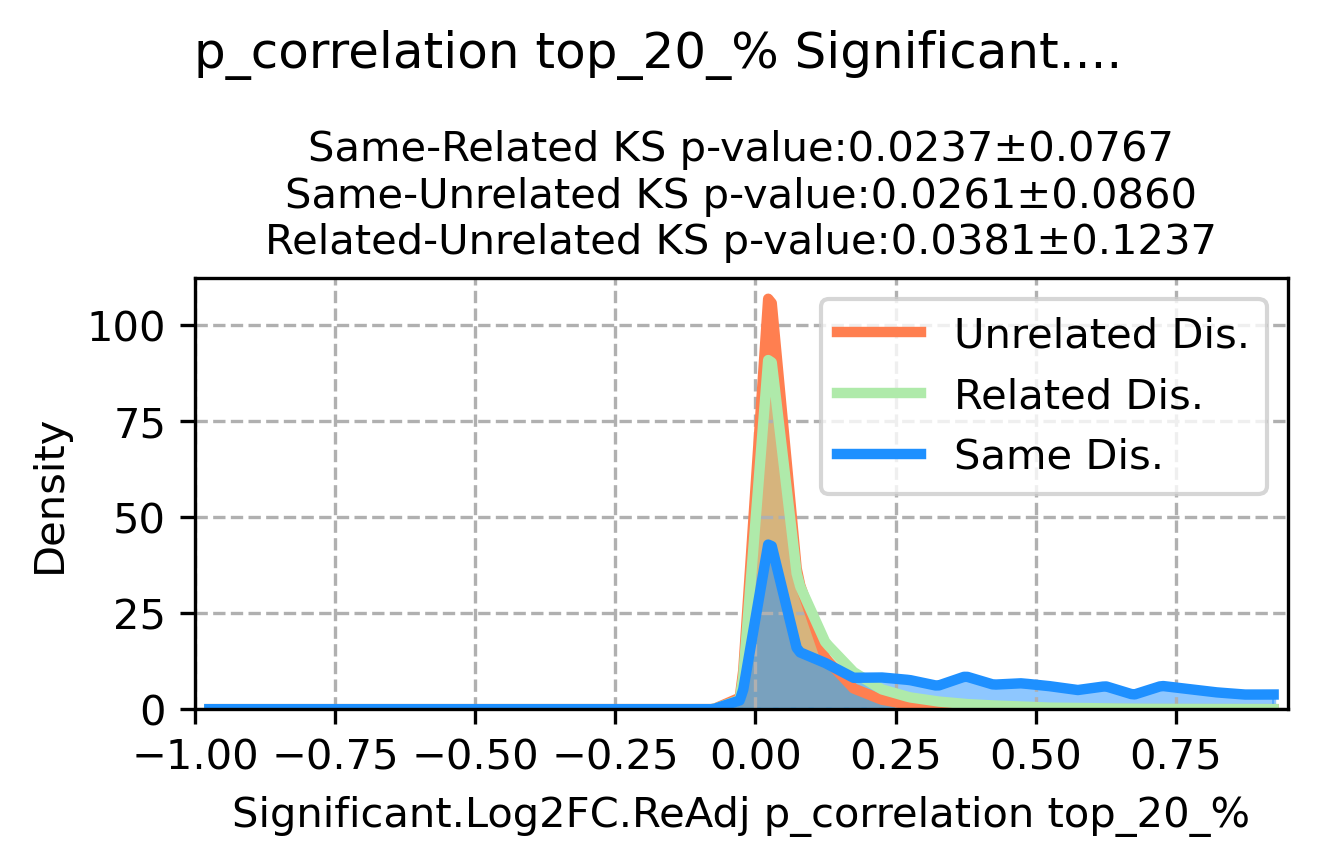 p_correlation top_20_% Significant....
Same-Related KS p-value:0.0237±0.0767
Same-Unrelated KS p-value:0.0261±0.0860
Related-Unrelated KS p-value:0.0381±0.1237
Unrelated Dis.
Related Dis.
Same Dis.
Density
100
75
50
25
0
−1.00 −0.75 −0.50 −0.25 0.00 0.25 0.50 0.75
Significant.Log2FC.ReAdj p_correlation top_20_%